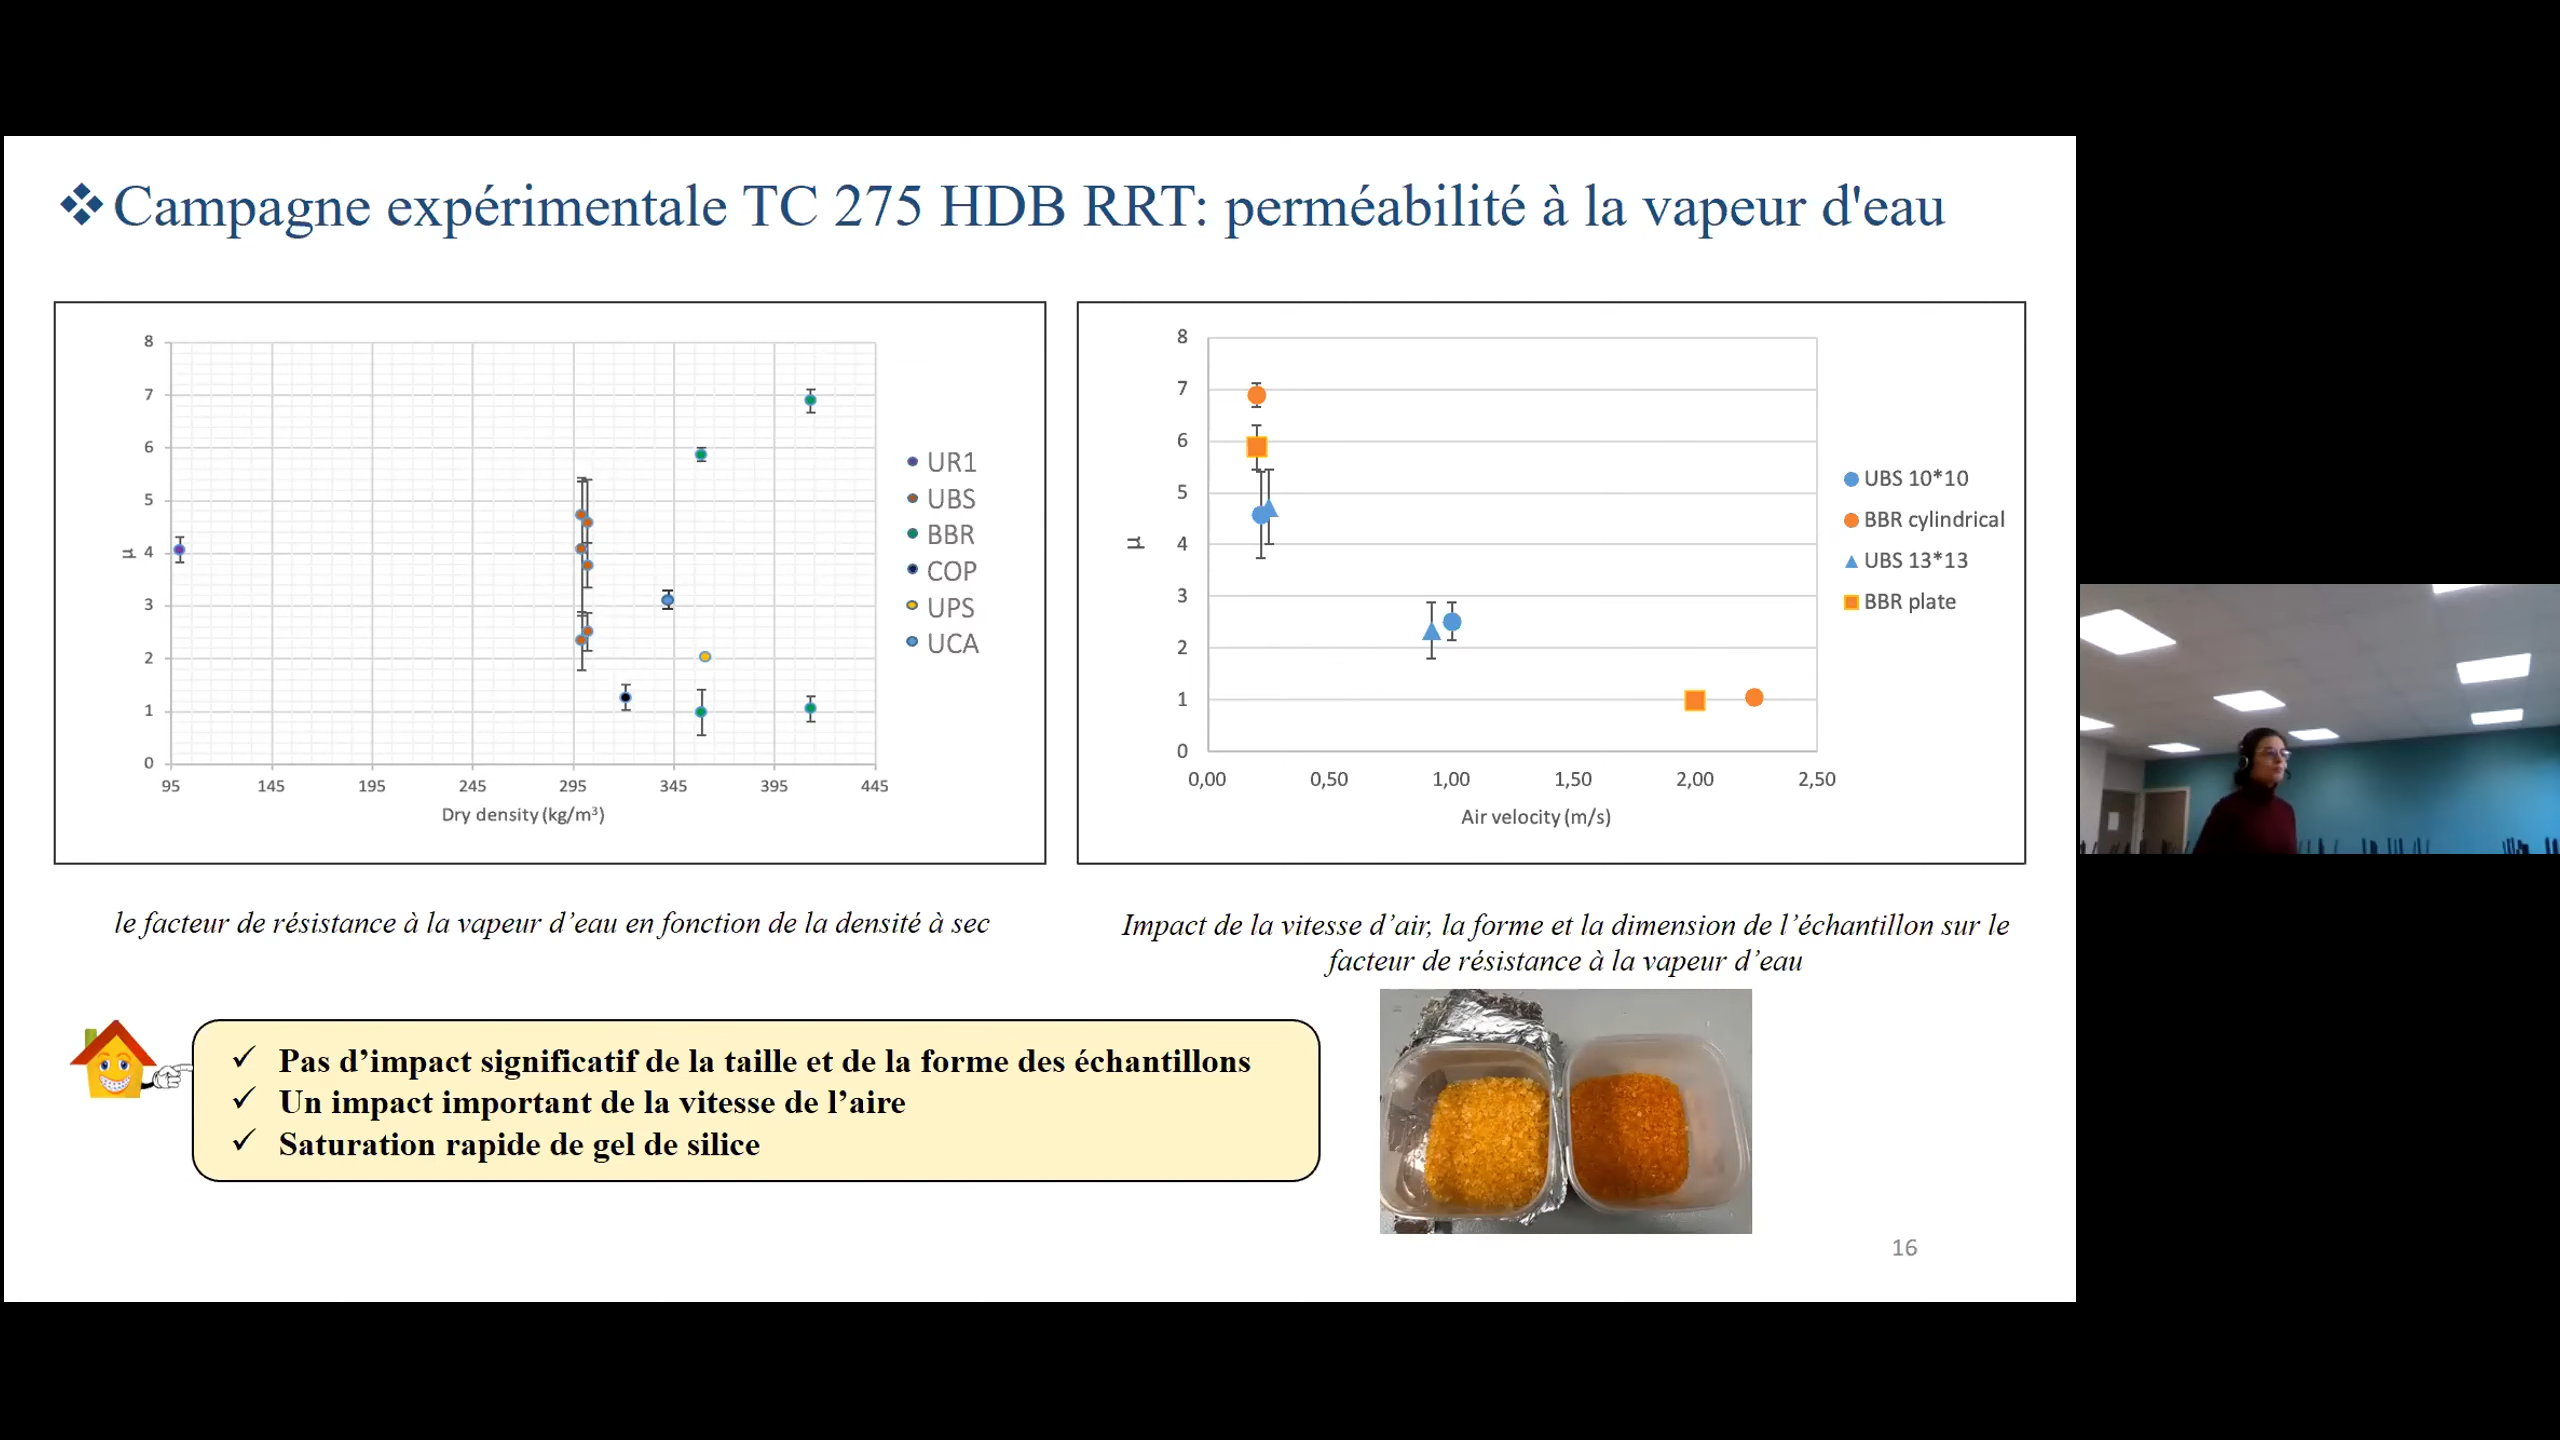 ❖ Campagne expérimentale TC 275 HDB RRT: perméabilité à la vapeur d'eau
8
7
6
5
4
3
2
1
0
μ
95 145 195 245 295 345 395 445
Dry density (kg/m³)
UR1
UBS
BBR
COP
UPS
UCA
8
7
6
5
4
3
2
1
0
μ
0,00 0,50 1,00 1,50 2,00 2,50
Air velocity (m/s)
UBS 10*10
BBR cylindrical
UBS 13*13
BBR plate
le facteur de résistance à la vapeur d’eau en fonction de la densité à sec
Impact de la vitesse d’air, la forme et la dimension de l’échantillon sur le
facteur de résistance à la vapeur d’eau
✓ Pas d’impact significatif de la taille et de la forme des échantillons
✓ Un impact important de la vitesse de l’aire
✓ Saturation rapide de gel de silice
16